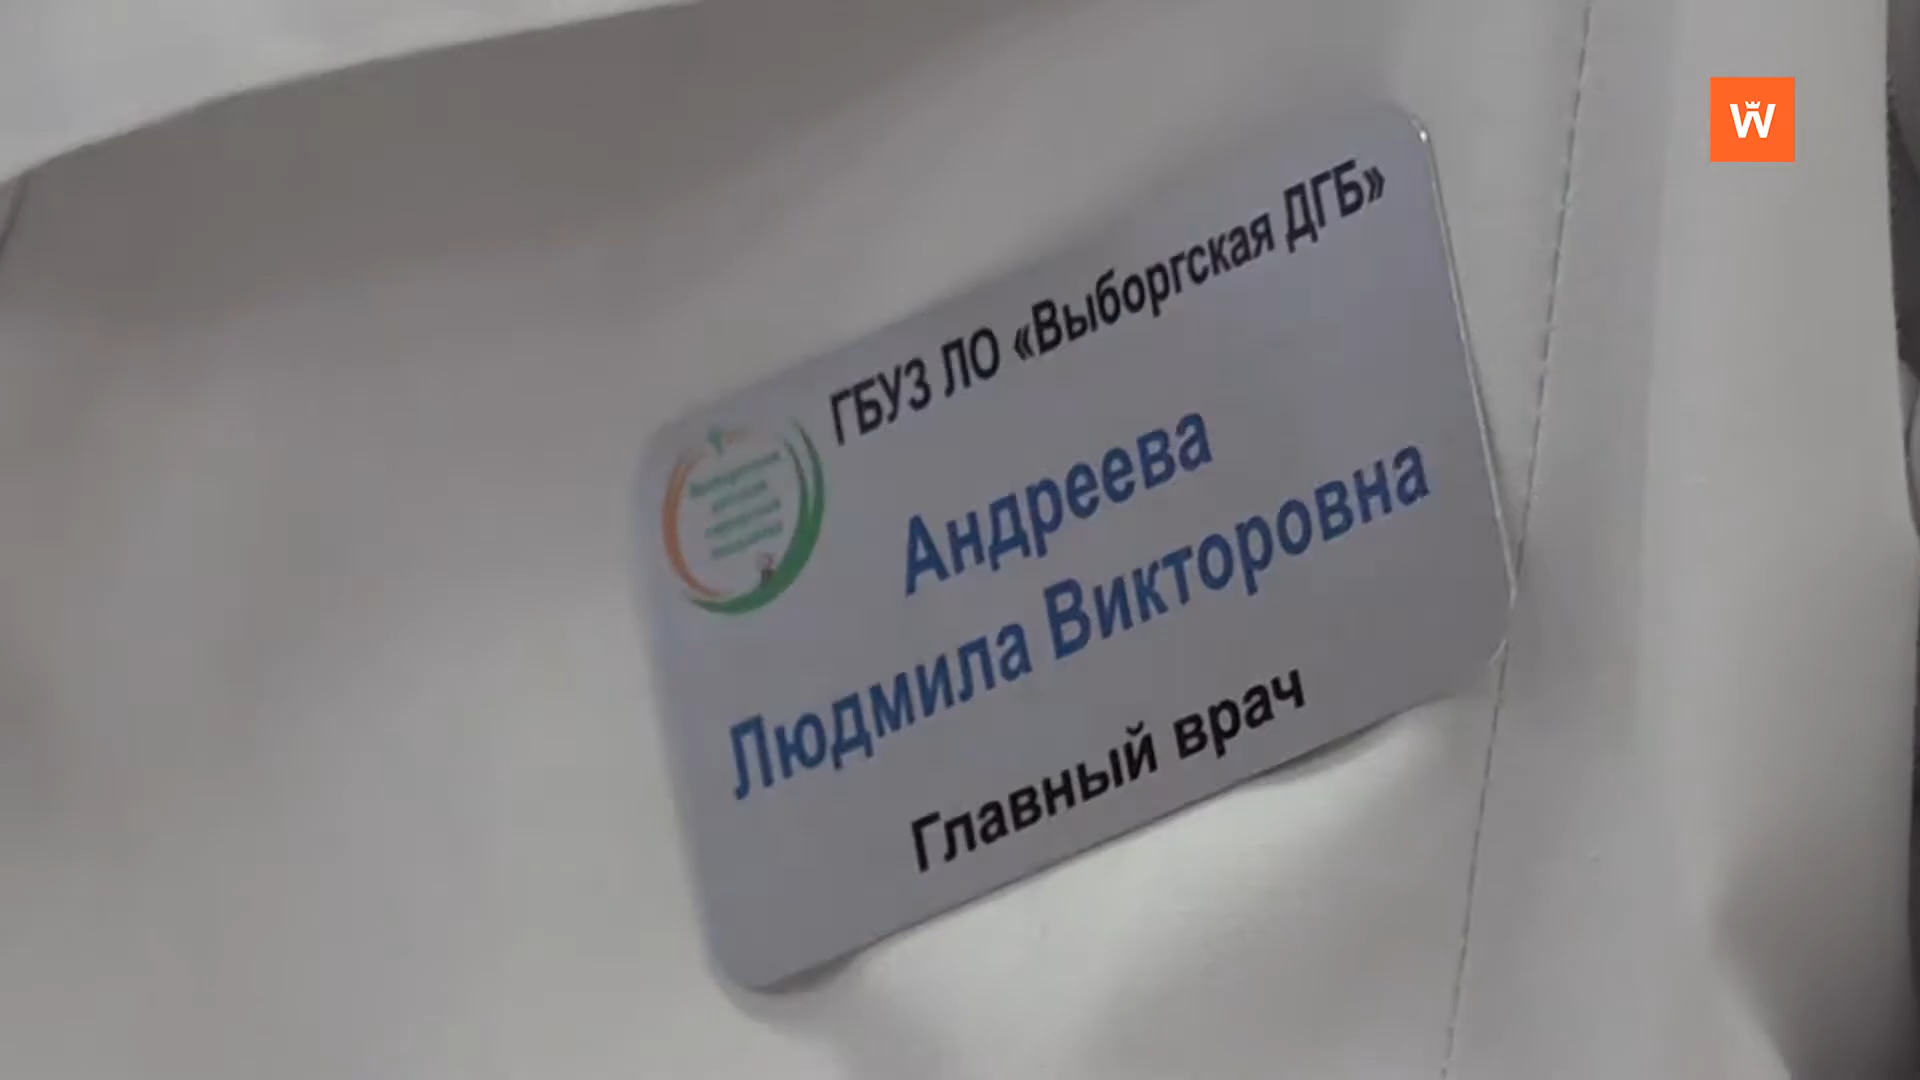 W
ГБУЗ ЛО «Выборгская ДГБ»
Андреева
Людмила Викторовна
Главный врач